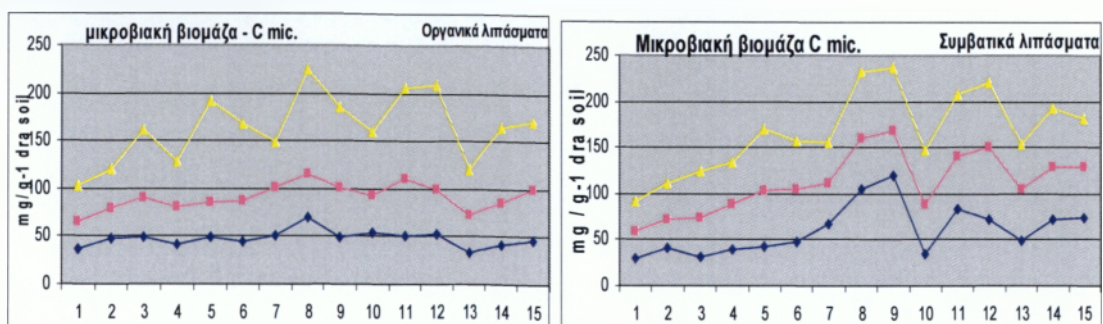 μικροβιακή βιομάζα - C mic.
Οργανικά λιπάσματα
mg/g-1 dra soil
250
200
150
100
50
0
1 2 3 4 5 6 7 8 9 10 11 12 13 14 15
Μικροβιακή βιομάζα C mic.
Συμβατικά λιπάσματα
mg / g-1 dra soil
250
200
150
100
50
0
1 2 3 4 5 6 7 8 9 10 11 12 13 14 15